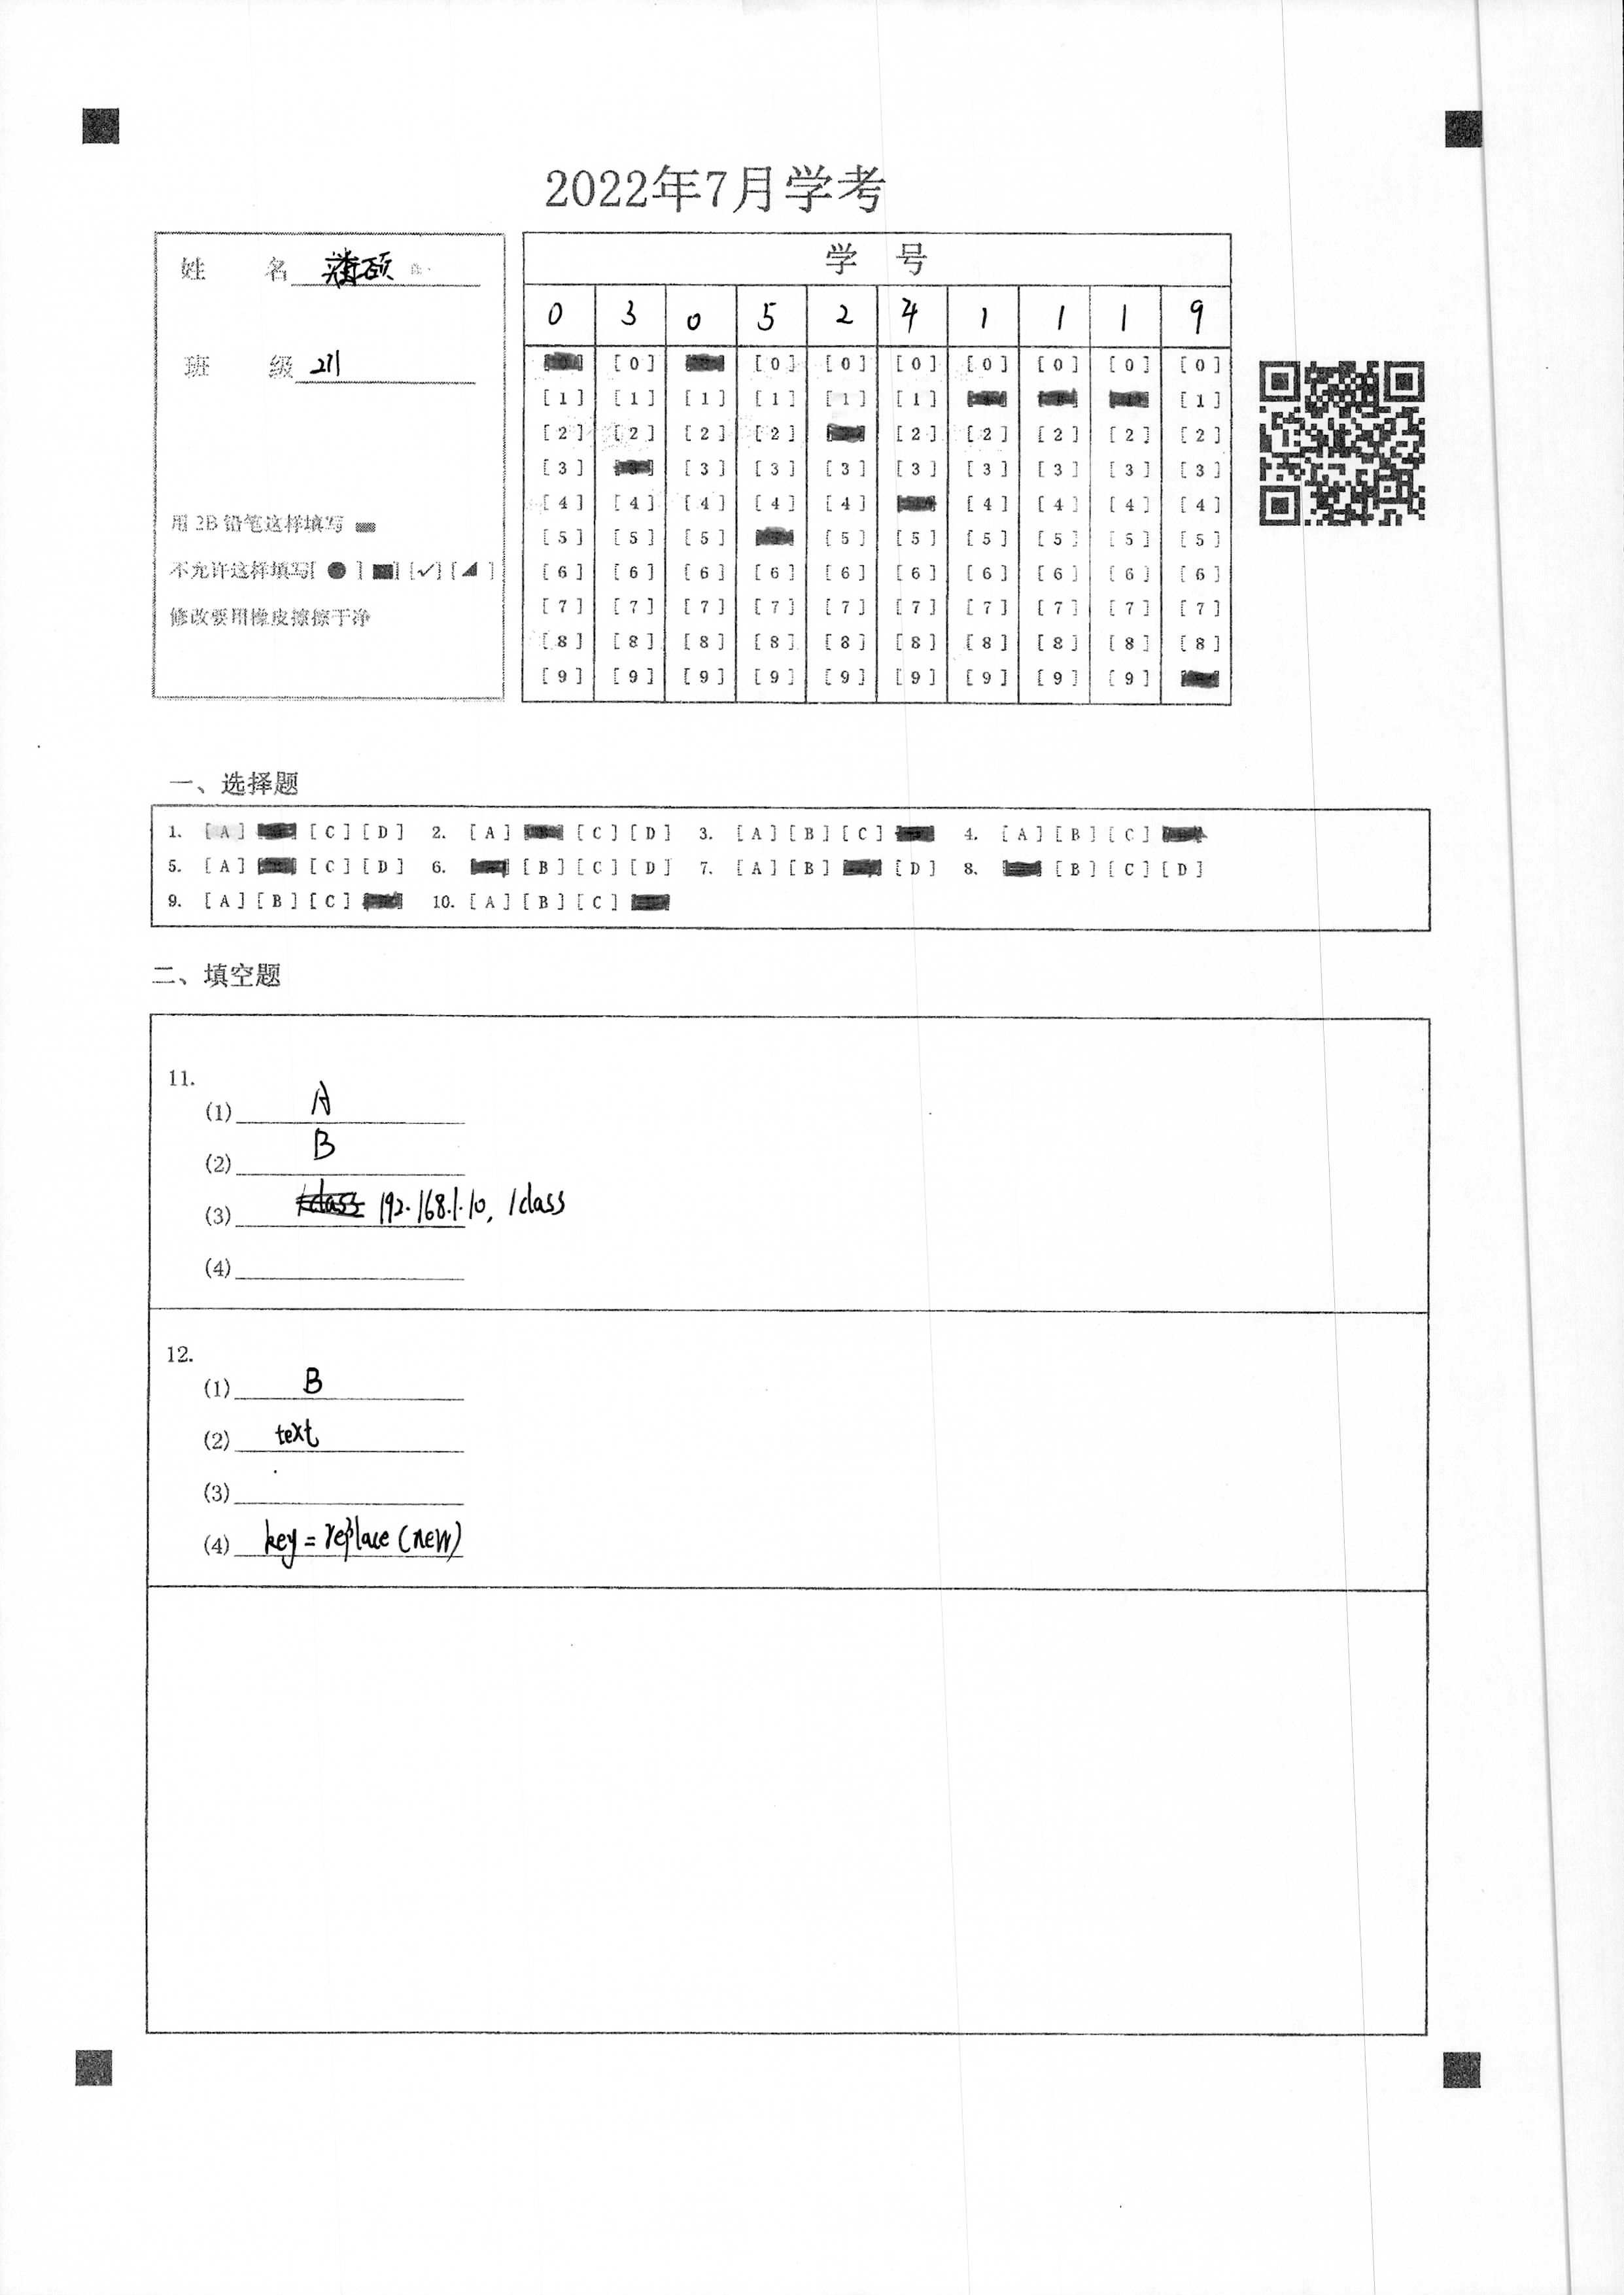 2022年7月学考
姓 名 硕
班 级 211
用 2B 铅笔这样填写
不允许这样填写[ ● ] [■] [✓] [◢ ]
修改要用橡皮擦擦干净
学 号
0 3 0 5 2 4 1 1 1 9
[0] [0] [0] [0] [0] [0] [0]
[1] [1] [1] [1] [1] [1] [1]
[2] [2] [2] [2] [2] [2] [2] [2] [2]
[3] [3] [3] [3] [3] [3] [3] [3] [3]
[4] [4] [4] [4] [4] [4] [4] [4] [4]
[5] [5] [5] [5] [5] [5] [5] [5] [5]
[6] [6] [6] [6] [6] [6] [6] [6] [6] [6]
[7] [7] [7] [7] [7] [7] [7] [7] [7] [7]
[8] [8] [8] [8] [8] [8] [8] [8] [8] [8]
[9] [9] [9] [9] [9] [9] [9] [9] [9]
一、选择题
1. [A] [C] [D] 2. [A] [C] [D] 3. [A] [B] [C] 4. [A] [B] [C]
5. [A] [C] [D] 6. [B] [C] [D] 7. [A] [B] [D] 8. [B] [C] [D]
9. [A] [B] [C] 10. [A] [B] [C]
二、填空题
11.
(1) A
(2) B
(3) 192.168.1.10, /class
(4)
12.
(1) B
(2) text
(3)
(4) key = replace (new)